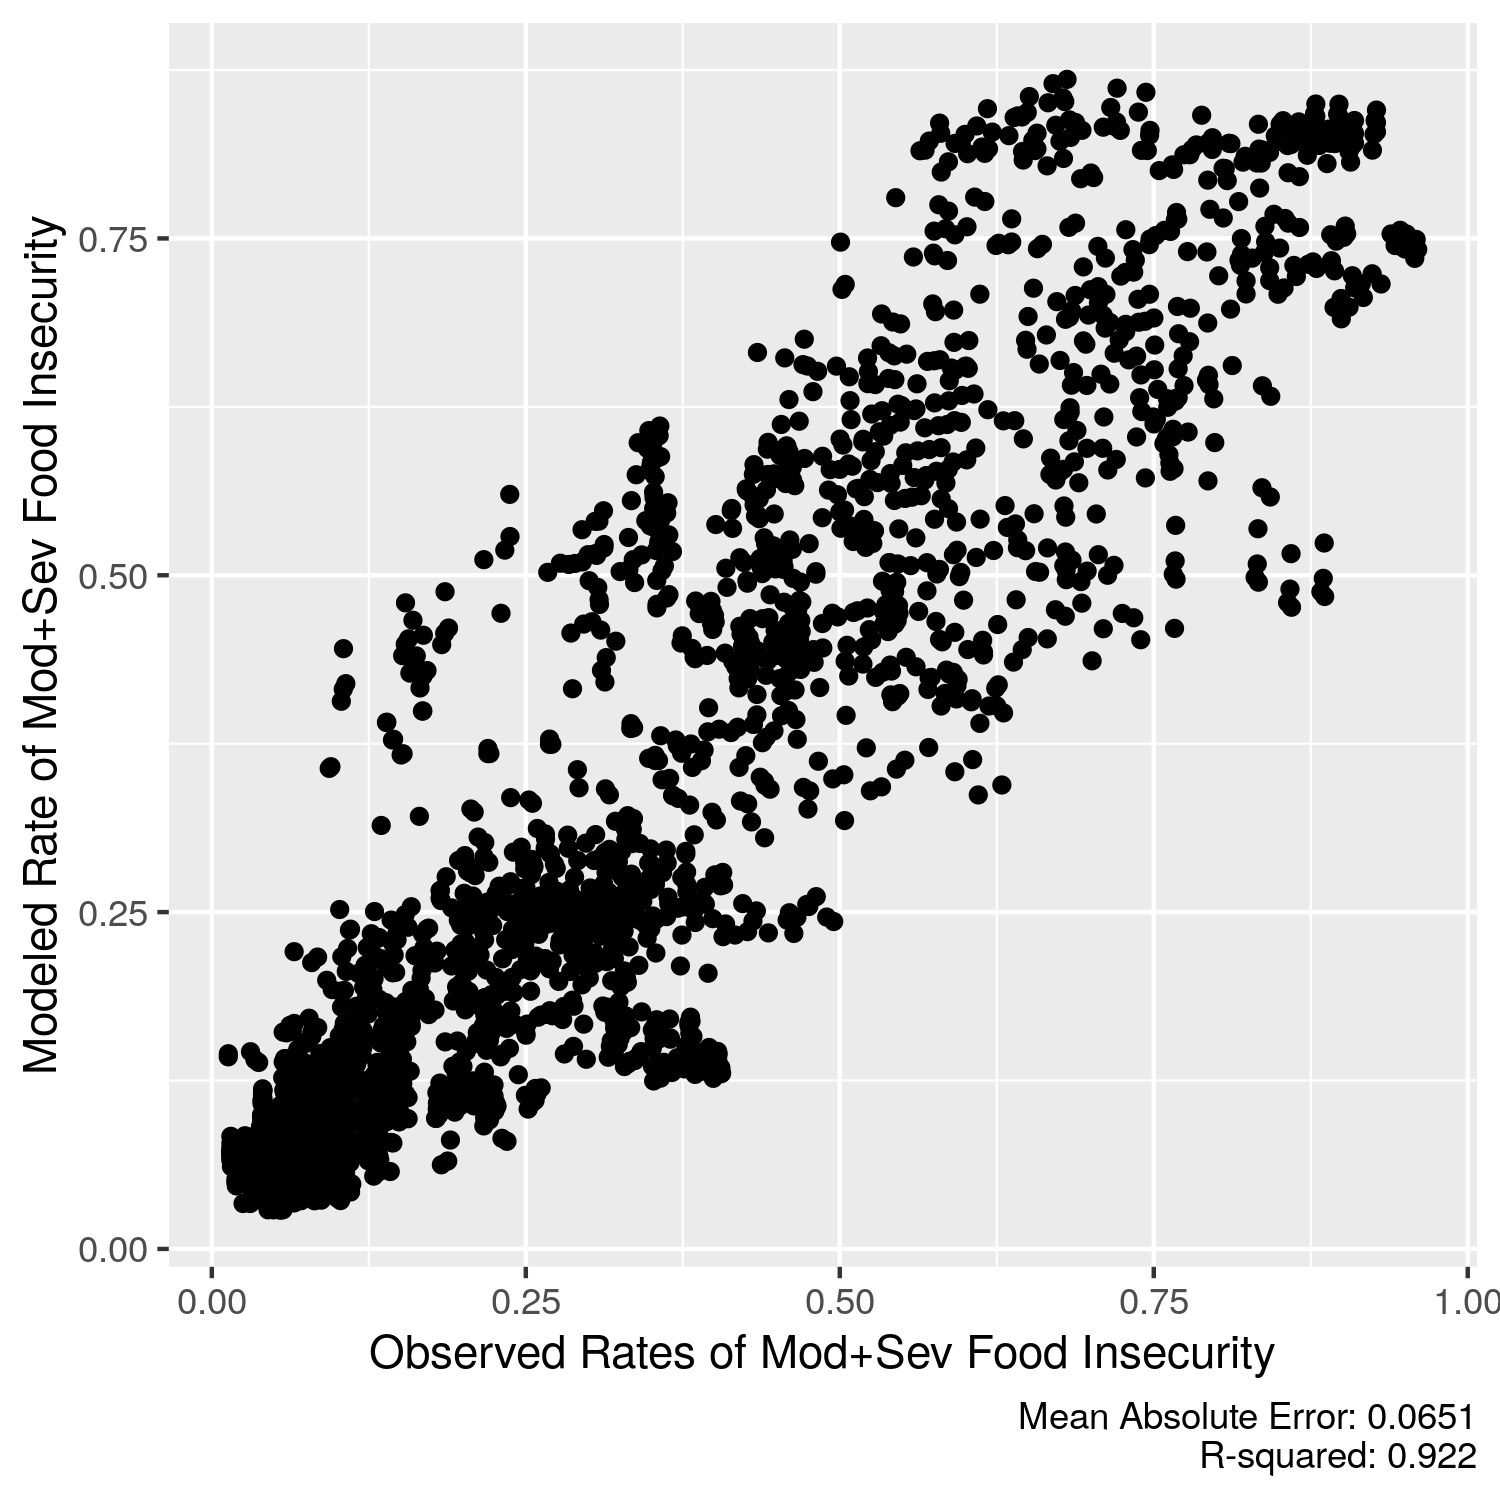 Modeled Rate of Mod+Sev Food Insecurity
0.75
0.50
0.25
0.00
0.00 0.25 0.50 0.75 1.00
Observed Rates of Mod+Sev Food Insecurity
Mean Absolute Error: 0.0651
R-squared: 0.922